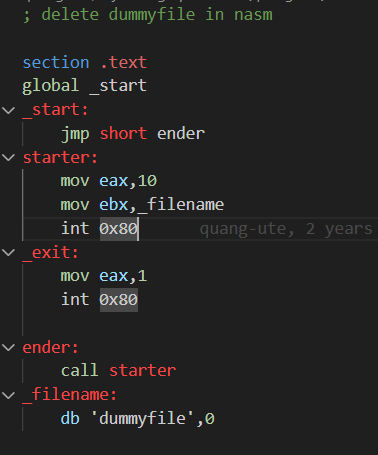 ; delete dummyfile in nasm
section .text
global _start
_start:
jmp short ender
starter:
mov eax,10
mov ebx,_filename
int 0x80 quang-ute, 2 years
_exit:
mov eax,1
int 0x80
ender:
call starter
_filename:
db 'dummyfile',0